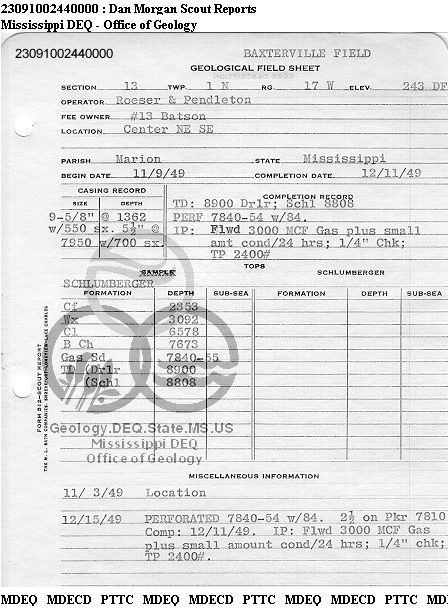 23091002440000 : Dan Morgan Scout Reports
Mississippi DEQ - Office of Geology
23091002440000 BAXTERVILLE FIELD
GEOLOGICAL FIELD SHEET
SECTION 13 TWP. 1 N RG. 17 W ELEV. 243 DF
OPERATOR Roeser & Pendleton
FEE OWNER #13 Batson
LOCATION Center NE SE
PARISH Marion STATE Mississippi
BEGIN DATE 11/9/49 COMPLETION DATE 12/11/49
CASING RECORD COMPLETION RECORD
SIZE DEPTH
TD: 8900 Drlr; Schl 8808
9-5/8" @ 1362 PERF 7840-54 w/84.
w/550 sx. 5½" @ IP: Flwd 3000 MCF Gas plus small
7950 w/700 sx. amt cond/24 hrs; 1/4" Chk;
TP 2400#
SAMPLE TOPS SCHLUMBERGER
SCHLUMBERGER
FORMATION DEPTH SUB-SEA FORMATION DEPTH SUB-SEA
Cf 2353
Wx 3092
Cl 6578
B Ch 7673
Gas Sd 7840-55
TD (Drlr 8900
(Schl 8808
FORM 512-SCOUT REPORT
Geology.DEQ.State.MS.US
Mississippi DEQ
Office of Geology
MISCELLANEOUS INFORMATION
11/ 3/49 Location
12/15/49 PERFORATED 7840-54 w/84. 2½ on Pkr 7810
Comp: 12/11/49. IP: Flwd 3000 MCF Gas
plus small amount cond/24 hrs; 1/4" chk;
TP 2400#.
MDEQ MDECD PTTC MDEQ MDECD PTTC MDEQ MDECD PTTC MD